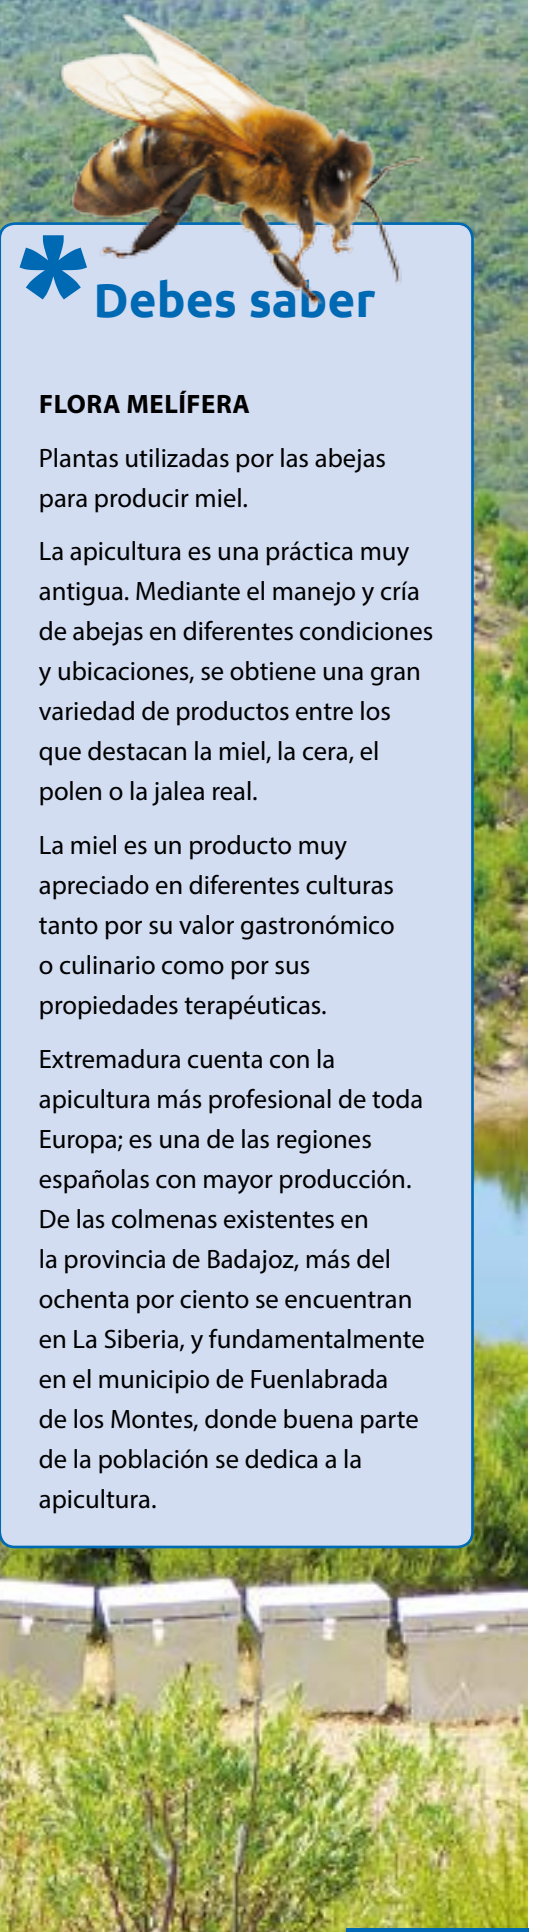 Debes saber
FLORA MELÍFERA
Plantas utilizadas por las abejas
para producir miel.
La apicultura es una práctica muy
antigua. Mediante el manejo y cría
de abejas en diferentes condiciones
y ubicaciones, se obtiene una gran
variedad de productos entre los
que destacan la miel, la cera, el
polen o la jalea real.
La miel es un producto muy
apreciado en diferentes culturas
tanto por su valor gastronómico
o culinario como por sus
propiedades terapéuticas.
Extremadura cuenta con la
apicultura más profesional de toda
Europa; es una de las regiones
españolas con mayor producción.
De las colmenas existentes en
la provincia de Badajoz, más del
ochenta por ciento se encuentran
en La Siberia, y fundamentalmente
en el municipio de Fuenlabrada
de los Montes, donde buena parte
de la población se dedica a la
apicultura.